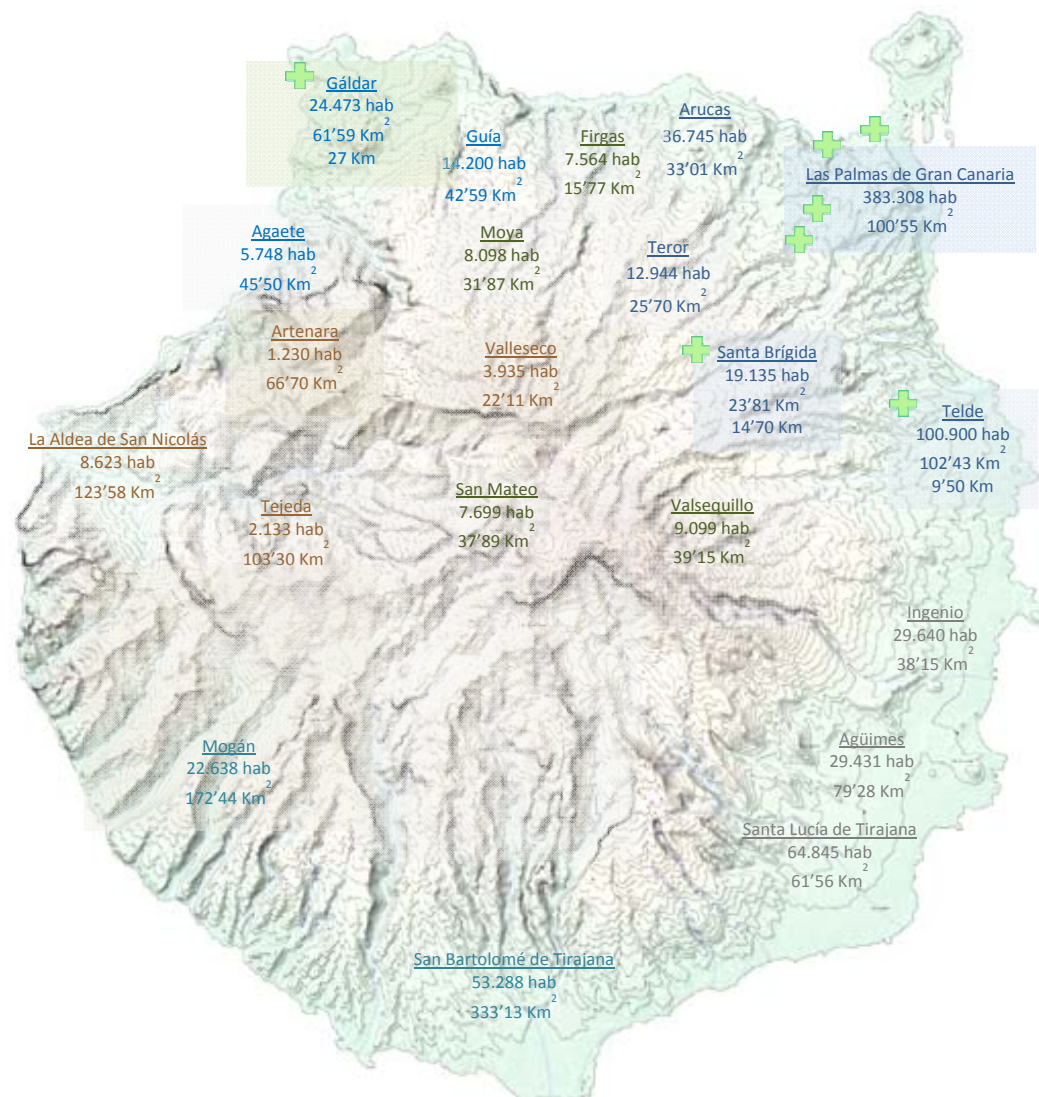 Gáldar
24.473 hab
61’59 Km²
27 Km
Guía
14.200 hab
42’59 Km²
Firgas
7.564 hab
15’77 Km²
Arucas
36.745 hab
33’01 Km²
Las Palmas de Gran Canaria
383.308 hab
100’55 Km²
Agaete
5.748 hab
45’50 Km²
Moya
8.098 hab
31’87 Km²
Teror
12.944 hab
25’70 Km²
Artenara
1.230 hab
66’70 Km²
Valleseco
3.935 hab
22’11 Km²
Santa Brígida
19.135 hab
23’81 Km²
14’70 Km
Telde
100.900 hab
102’43 Km²
9’50 Km
La Aldea de San Nicolás
8.623 hab
123’58 Km²
Tejeda
2.133 hab
103’30 Km²
San Mateo
7.699 hab
37’89 Km²
Valsequillo
9.099 hab
39’15 Km²
Ingenio
29.640 hab
38’15 Km²
Mogán
22.638 hab
172’44 Km²
Agüimes
29.431 hab
79’28 Km²
Santa Lucía de Tirajana
64.845 hab
61’56 Km²
San Bartolomé de Tirajana
53.288 hab
333’13 Km²